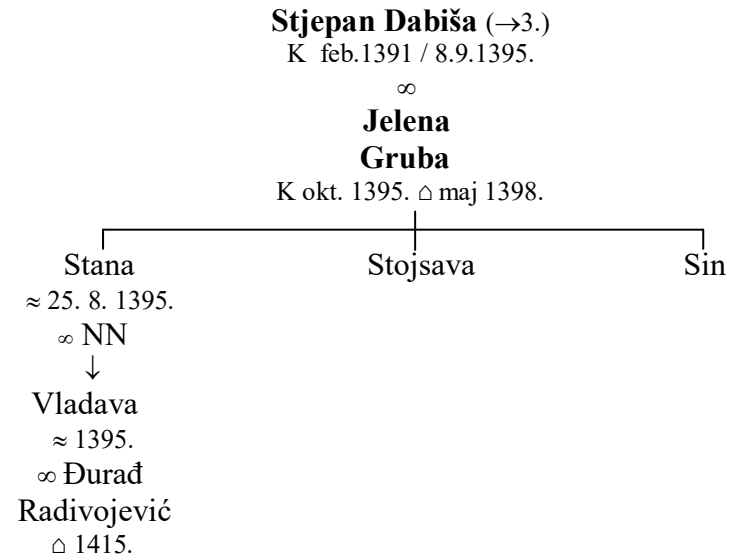 Stjepan Dabiša (→3.)
K feb.1391 / 8.9.1395.
∞
Jelena
Gruba
K okt. 1395. ⌂ maj 1398.
Stana Stojsava Sin
≈ 25. 8. 1395.
∞ NN
↓
Vladava
≈ 1395.
∞ Đurađ
Radivojević
⌂ 1415.